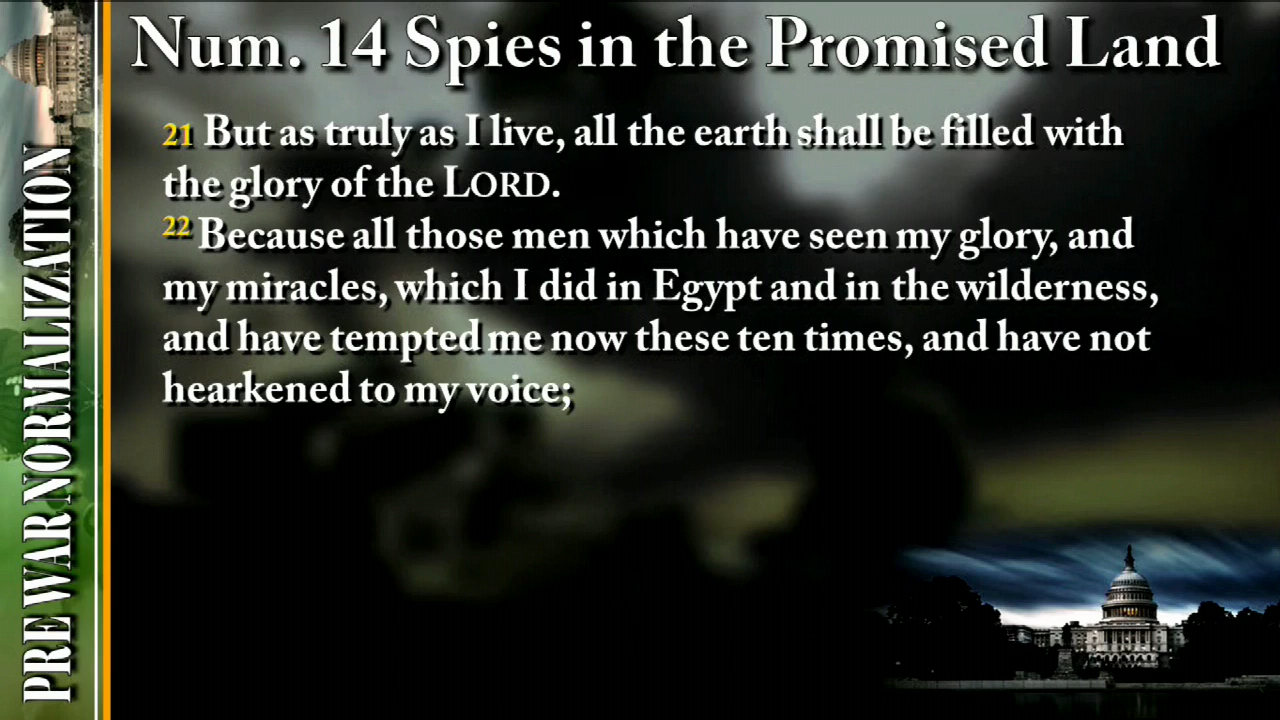 Num. 14 Spies in the Promised Land
21 But as truly as I live, all the earth shall be filled with
the glory of the LORD.
22 Because all those men which have seen my glory, and
my miracles, which I did in Egypt and in the wilderness,
and have tempted me now these ten times, and have not
hearkened to my voice;
PRE WAR NORMALIZATION